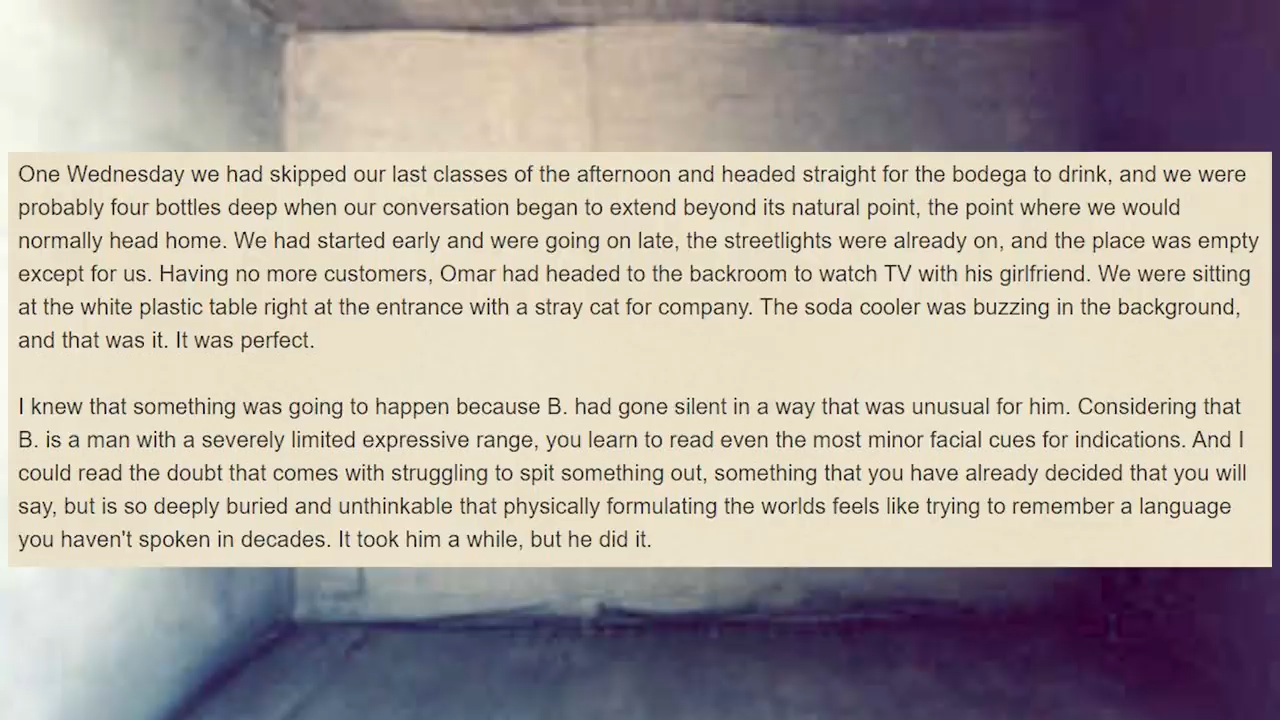 One Wednesday we had skipped our last classes of the afternoon and headed straight for the bodega to drink, and we were
probably four bottles deep when our conversation began to extend beyond its natural point, the point where we would
normally head home. We had started early and were going on late, the streetlights were already on, and the place was empty
except for us. Having no more customers, Omar had headed to the backroom to watch TV with his girlfriend. We were sitting
at the white plastic table right at the entrance with a stray cat for company. The soda cooler was buzzing in the background,
and that was it. It was perfect.
I knew that something was going to happen because B. had gone silent in a way that was unusual for him. Considering that
B. is a man with a severely limited expressive range, you learn to read even the most minor facial cues for indications. And I
could read the doubt that comes with struggling to spit something out, something that you have already decided that you will
say, but is so deeply buried and unthinkable that physically formulating the worlds feels like trying to remember a language
you haven't spoken in decades. It took him a while, but he did it.